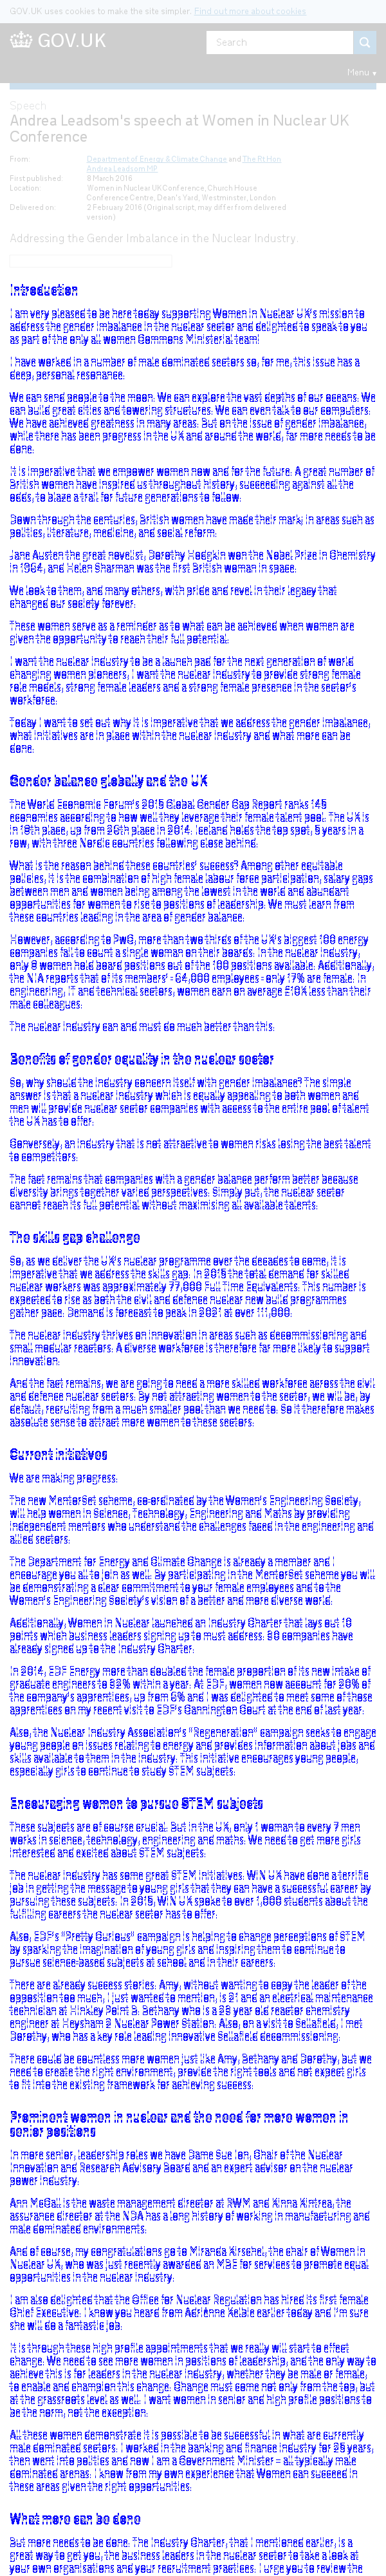 GOV.UK uses cookies to make the site simpler. Find out more about cookies
GOV.UK
Search
Menu
Speech
Andrea Leadsom's speech at Women in Nuclear UK
Conference
From:
Department of Energy & Climate Change and The Rt Hon
Andrea Leadsom MP
First published:
8 March 2016
Location:
Women in Nuclear UK Conference, Church House
Conference Centre, Dean's Yard, Westminster, London
Delivered on:
2 February 2016 (Original script, may differ from delivered
version)
Addressing the Gender Imbalance in the Nuclear Industry.
Introduction
I am very pleased to be here today supporting Women in Nuclear UK's mission to
address the gender imbalance in the nuclear sector and delighted to speak to you
as part of the only all women Commons Ministerial team!
I have worked in a number of male dominated sectors so, for me, this issue has a
deep, personal resonance.
We can send people to the moon. We can explore the vast depths of our oceans. We
can build great cities and towering structures. We can even talk to our computers.
We have achieved greatness in many areas. But on the issue of gender imbalance,
while there has been progress in the UK and around the world, far more needs to be
done.
It is imperative that we empower women now and for the future. A great number of
British women have inspired us throughout history, succeeding against all the
odds, to blaze a trail for future generations to follow.
Down through the centuries, British women have made their mark; in areas such as
politics, literature, medicine, and social reform.
Jane Austen the great novelist, Dorothy Hodgkin won the Nobel Prize in Chemistry
in 1964, and Helen Sharman was the first British woman in space.
We look to them, and many others, with pride and revel in their legacy that
changed our society forever.
These women serve as a reminder as to what can be achieved when women are
given the opportunity to reach their full potential.
I want the nuclear industry to be a launch pad for the next generation of world
changing women pioneers, I want the nuclear industry to provide strong female
role models, strong female leaders and a strong female presence in the sector's
workforce.
Today I want to set out why it is imperative that we address the gender imbalance,
what initiatives are in place within the nuclear industry and what more can be
done.
Gender balance globally and the UK
The World Economic Forum's 2015 Global Gender Gap Report ranks 145
economies according to how well they leverage their female talent pool. The UK is
in 18th place, up from 26th place in 2014. Iceland holds the top spot, 5 years in a
row, with three Nordic countries following close behind.
What is the reason behind these countries' success? Among other equitable
policies, it is the combination of high female labour force participation, salary gaps
between men and women being among the lowest in the world and abundant
opportunities for women to rise to positions of leadership. We must learn from
these countries leading in the area of gender balance.
However, according to PwC, more than two thirds of the UK's biggest 100 energy
companies fail to count a single woman on their boards. In the nuclear industry,
only 8 women hold board positions out of the 100 positions available. Additionally,
the NIA reports that of its members' – 64,000 employees – only 17% are female. In
engineering, IT and technical sectors, women earn on average £10k less than their
male colleagues.
The nuclear industry can and must do much better than this.
Benefits of gender equality in the nuclear sector
So, why should the industry concern itself with gender imbalance? The simple
answer is that a nuclear industry which is equally appealing to both women and
men will provide nuclear sector companies with access to the entire pool of talent
the UK has to offer.
Conversely, an industry that is not attractive to women risks losing the best talent
to competitors.
The fact remains that companies with a gender balance perform better because
diversity brings together varied perspectives. Simply put, the nuclear sector
cannot reach its full potential without maximising all available talents.
The skills gap challenge
So, as we deliver the UK's nuclear programme over the decades to come, it is
imperative that we address the skills gap. In 2015 the total demand for skilled
nuclear workers was approximately 77,000 Full Time Equivalents. This number is
expected to rise as both the civil and defence nuclear new build programmes
gather pace. Demand is forecast to peak in 2021 at over 111,000.
The nuclear industry thrives on innovation in areas such as decommissioning and
small modular reactors. A diverse workforce is therefore far more likely to support
innovation.
And the fact remains, we are going to need a more skilled workforce across the civil
and defence nuclear sectors. By not attracting women to the sector, we will be, by
default, recruiting from a much smaller pool than we need to. So it therefore makes
absolute sense to attract more women to these sectors.
Current initiatives
We are making progress.
The new MentorSet scheme, co-ordinated by the Women's Engineering Society,
will help women in Science, Technology, Engineering and Maths by providing
independent mentors who understand the challenges faced in the engineering and
allied sectors.
The Department for Energy and Climate Change is already a member and I
encourage you all to join as well. By participating in the MentorSet scheme you will
be demonstrating a clear commitment to your female employees and to the
Women's Engineering Society's vision of a better and more diverse world.
Additionally, Women in Nuclear launched an Industry Charter that lays out 10
points which business leaders signing up to must address. 20 companies have
already signed up to the Industry Charter.
In 2014, EDF Energy more than doubled the female proportion of its new intake of
graduate engineers to 32% within a year. At EDF, women now account for 20% of
the company's apprentices, up from 6% and I was delighted to meet some of those
apprentices on my recent visit to EDF's Cannington Court at the end of last year.
Also, the Nuclear Industry Association's "Regeneration" campaign seeks to engage
young people on issues relating to energy and provides information about jobs and
skills available to them in the industry. This initiative encourages young people,
especially girls to continue to study STEM subjects.
Encouraging women to pursue STEM subjects
These subjects are of course crucial. But in the UK, only 1 woman to every 7 men
works in science, technology, engineering and maths. We need to get more girls
interested and excited about STEM subjects.
The nuclear industry has some great STEM initiatives. WiN UK have done a terrific
job in getting the message to young girls that they can have a successful career by
pursuing these subjects. In 2015, WiN UK spoke to over 1,000 students about the
fulfilling careers the nuclear sector has to offer.
Also, EDF's "Pretty Curious" campaign is helping to change perceptions of STEM
by sparking the imagination of young girls and inspiring them to continue to
pursue science-based subjects at school and in their careers.
There are already success stories. Amy, without wanting to copy the leader of the
opposition too much, I just wanted to mention, is 21 and an electrical maintenance
technician at Hinkley Point B. Bethany who is a 25 year old reactor chemistry
engineer at Heysham 2 Nuclear Power Station. Also, on a visit to Sellafield, I met
Dorothy, who has a key role leading innovative Sellafield decommissioning.
There could be countless more women just like Amy, Bethany and Dorothy, but we
need to create the right environment, provide the right tools and not expect girls
to fit into the existing framework for achieving success.
Prominent women in nuclear and the need for more women in
senior positions
In more senior, leadership roles we have Dame Sue Ion, Chair of the Nuclear
Innovation and Research Advisory Board and an expert advisor on the nuclear
power industry.
Ann McCall is the waste management director at RWM and Adriana Kintrea, the
assurance director at the NDA has a long history of working in manufacturing and
male dominated environments.
And of course, my congratulations go to Miranda Kirschel, the chair of Women in
Nuclear UK, who was just recently awarded an MBE for services to promote equal
opportunities in the nuclear industry.
I am also delighted that the Office for Nuclear Regulation has hired its first female
Chief Executive. I know you heard from Adriènne Kelbie earlier today and I'm sure
she will do a fantastic job.
It is through these high profile appointments that we really will start to effect
change. We need to see more women in positions of leadership, and the only way to
achieve this is for leaders in the nuclear industry, whether they be male or female,
to enable and champion this change. Change must come not only from the top, but
at the grassroots level as well. I want women in senior and high profile positions to
be the norm, not the exception.
All these women demonstrate it is possible to be successful in what are currently
male dominated sectors. I worked in the banking and finance industry for 25 years,
then went into politics and now I am a Government Minister – all typically male
dominated arenas. I know from my own experience that Women can succeed in
these areas given the right opportunities.
What more can be done
But more needs to be done. The Industry Charter, that I mentioned earlier, is a
great way to get you, the business leaders in the nuclear sector to take a look at
your own organisations and your recruitment practices. I urge you to review the